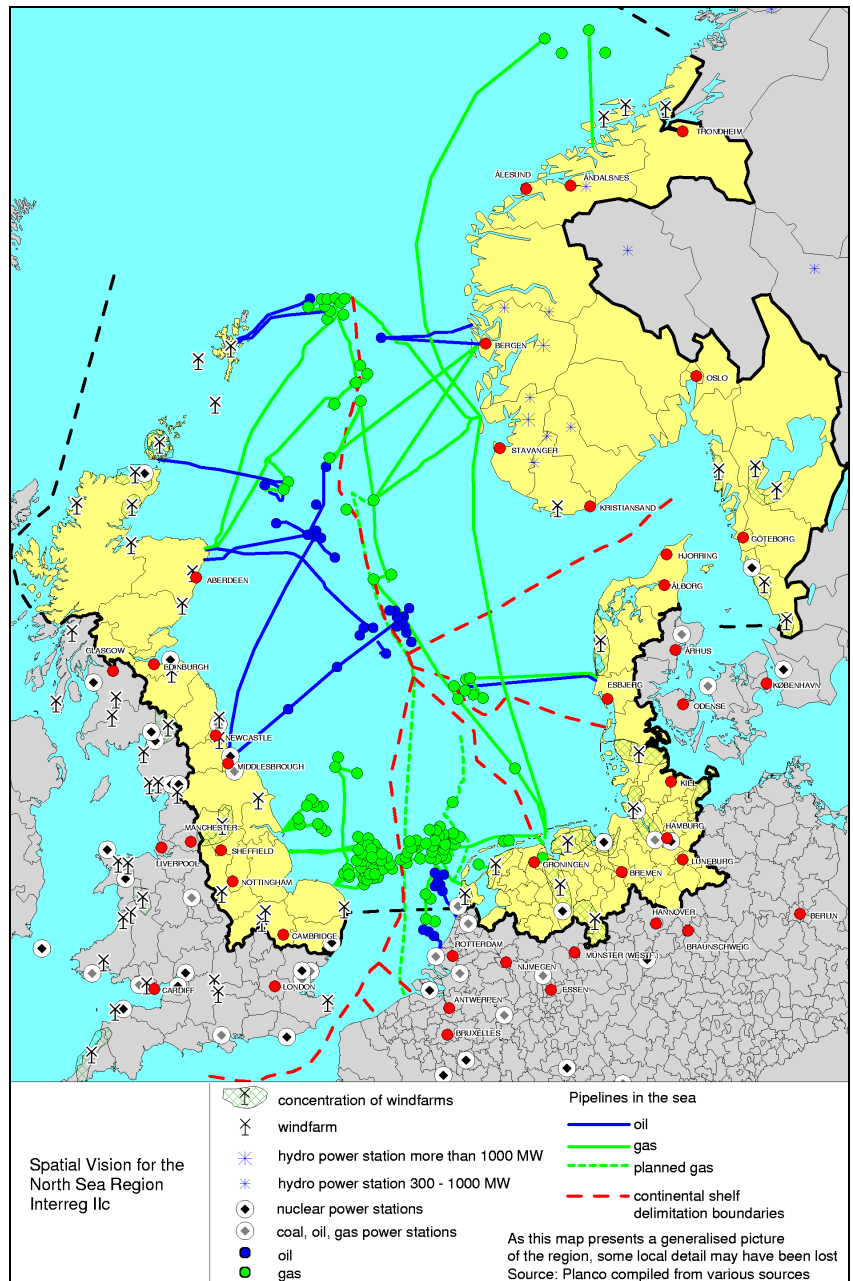 TRONDHEIM
ÅLESUND
ÅNDALSNES
BERGEN
OSLO
STAVANGER
KRISTIANSAND
GÖTEBORG
HJORRING
ABERDEEN
ÅLBORG
GLASGOW
EDINBURGH
ÅRHUS
ESBJERG
KØBENHAVN
ODENSE
NEWCASTLE
MIDDLESBROUGH
KIEL
MANCHESTER
HAMBURG
SHEFFIELD
LIVERPOOL
GRONINGEN
LÜNEBURG
BREMEN
NOTTINGHAM
HANNOVER
BERLIN
CAMBRIDGE
BRAUNSCHWEIG
ROTTERDAM
MÜNSTER (WESTF.)
NIJMEGEN
CARDIFF
LONDON
ESSEN
ANTWERPEN
BRUXELLES
Spatial Vision for the
North Sea Region
Interreg IIc
concentration of windfarms
windfarm
hydro power station more than 1000 MW
hydro power station 300 - 1000 MW
nuclear power stations
coal, oil, gas power stations
oil
gas
Pipelines in the sea
oil
gas
planned gas
continental shelf
delimitation boundaries
As this map presents a generalised picture
of the region, some local detail may have been lost
Source: Planco compiled from various sources